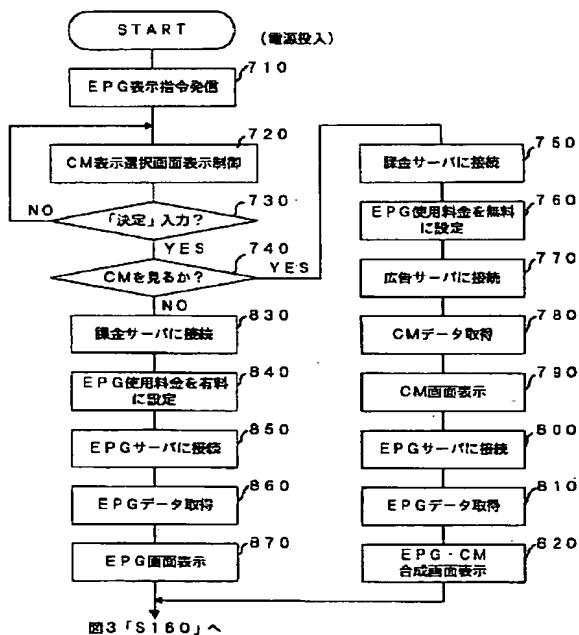 START
(電源投入)
710
EPG表示指令発信
720
CM表示選択画面表示制御
730
「決定」入力?
NO
YES
740
CMを見るか?
YES
NO
830
課金サーバに接続
840
EPG使用料金を有料
に設定
850
EPGサーバに接続
860
EPGデータ取得
870
EPG画面表示
750
課金サーバに接続
760
EPG使用料金を無料
に設定
770
広告サーバに接続
780
CMデータ取得
790
CM画面表示
800
EPGサーバに接続
810
EPGデータ取得
820
EPG・CM
合成画面表示
図3「S160」へ